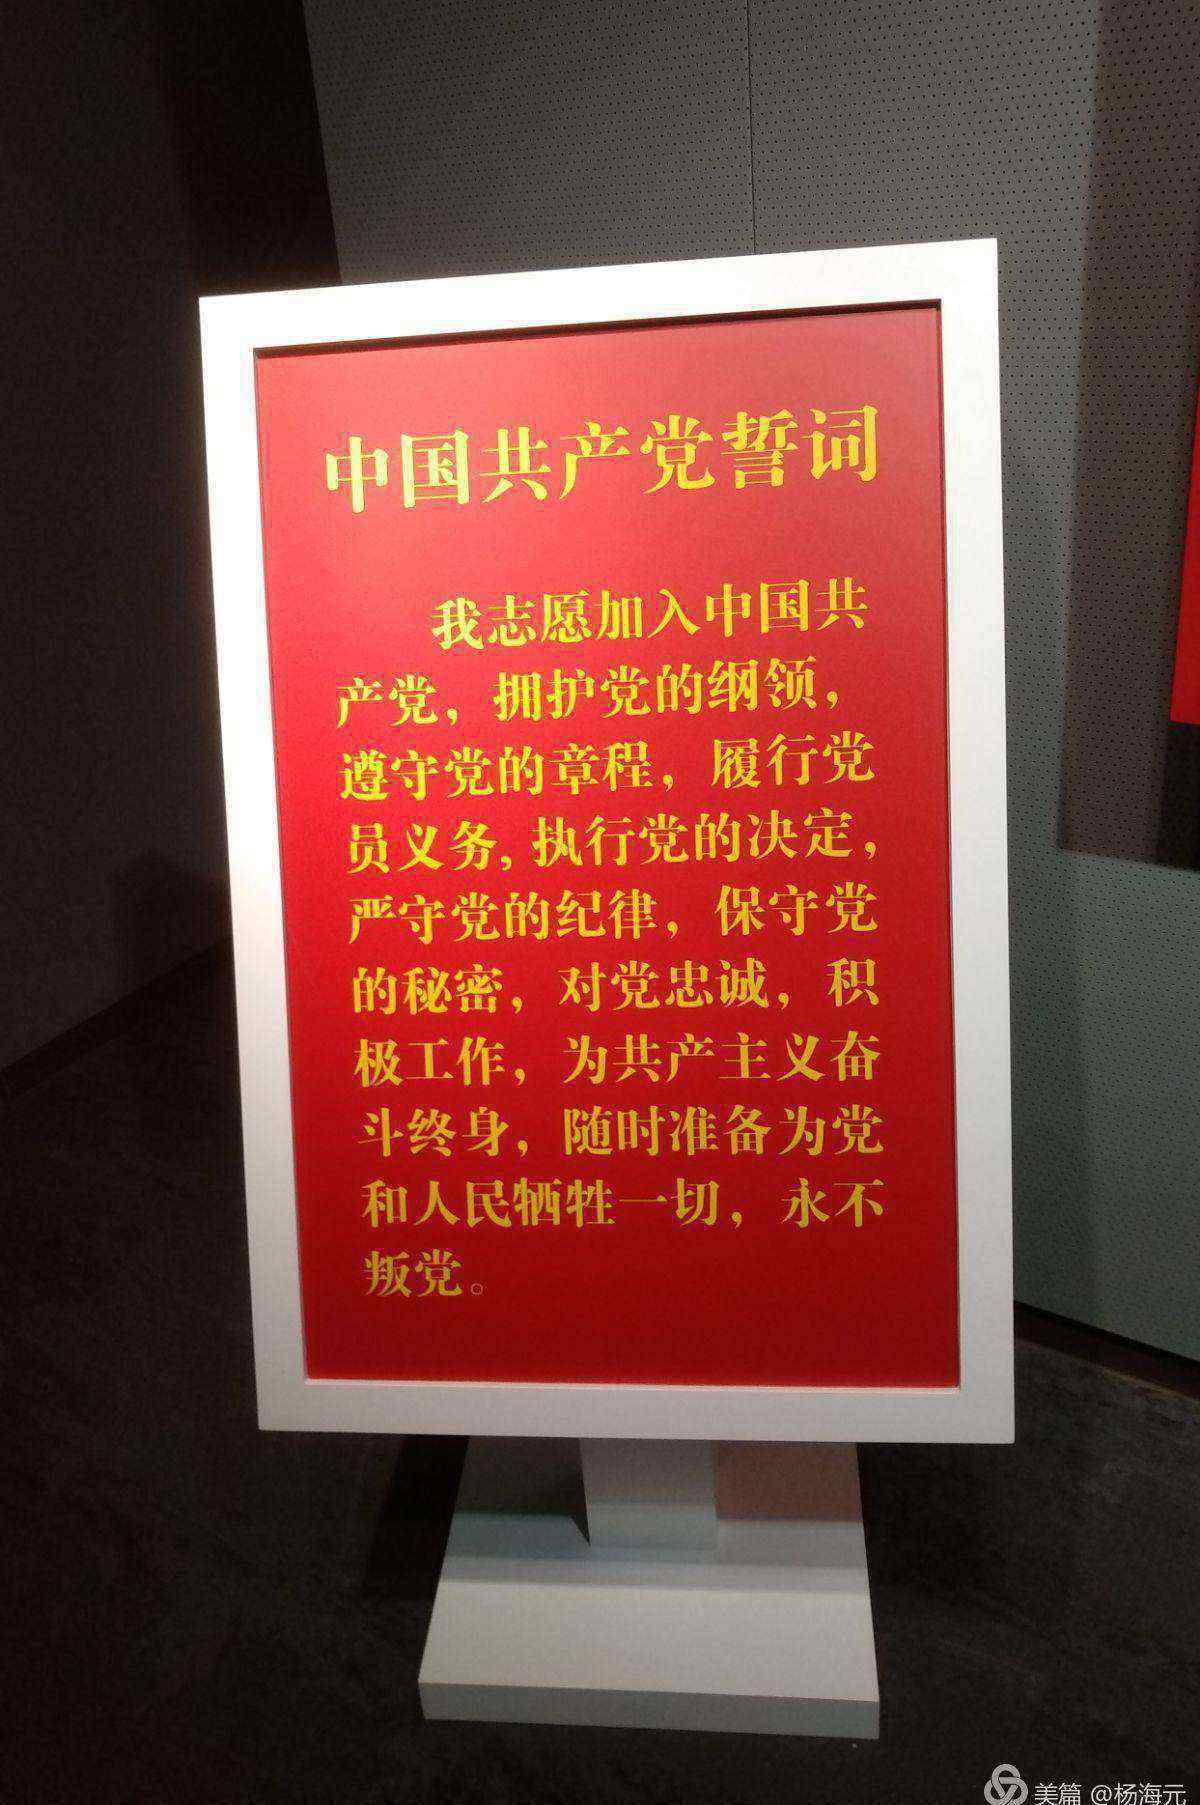 中国共产党誓词
我志愿加入中国共
产党，拥护党的纲领，
遵守党的章程，履行党
员义务，执行党的决定，
严守党的纪律，保守党
的秘密，对党忠诚，积
极工作，为共产主义奋
斗终身，随时准备为党
和人民牺牲一切，永不
叛党。
美篇 @杨海元